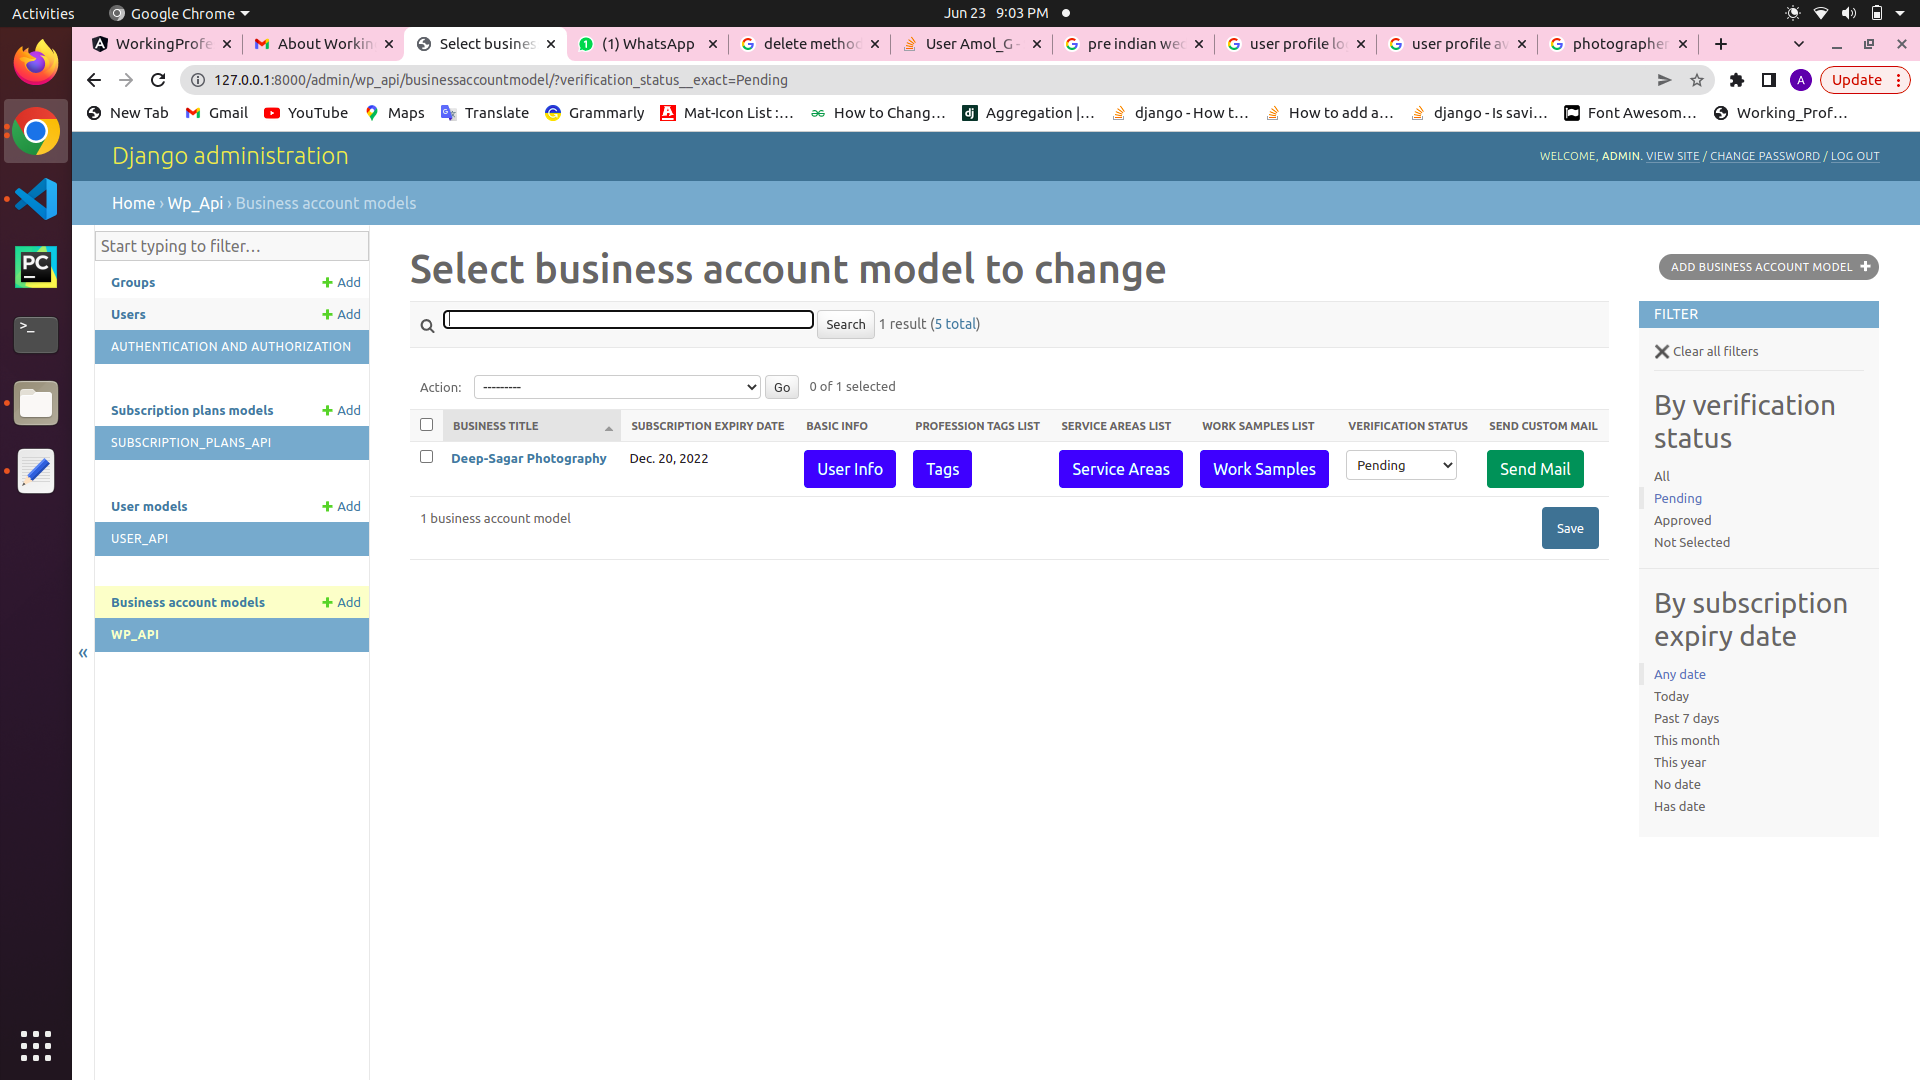 Activities
Google Chrome
Jun 23 9:03 PM
WorkingProfe
About Workin
Select busines
(1) WhatsApp
delete metho
User Amol_G -
pre indian wed
user profile lo
user profile av
photographer
127.0.0.1:8000/admin/wp_api/businessaccountmodel/?verification_status__exact=Pending
A
Update
New Tab
Gmail
YouTube
Maps
Translate
Grammarly
Mat-Icon List :...
How to Chang...
Aggregation |...
django - How t...
How to add a...
django - Is savi...
Font Awesom...
Working_Prof...
Django administration
WELCOME, ADMIN. VIEW SITE / CHANGE PASSWORD / LOG OUT
Home › Wp_Api › Business account models
Start typing to filter...
Groups
+ Add
Users
+ Add
AUTHENTICATION AND AUTHORIZATION
Subscription plans models
+ Add
SUBSCRIPTION_PLANS_API
User models
+ Add
USER_API
Business account models
+ Add
WP_API
«
Select business account model to change
ADD BUSINESS ACCOUNT MODEL +
Search
1 result (5 total)
Action:
---------
Go
0 of 1 selected
BUSINESS TITLE
SUBSCRIPTION EXPIRY DATE
BASIC INFO
PROFESSION TAGS LIST
SERVICE AREAS LIST
WORK SAMPLES LIST
VERIFICATION STATUS
SEND CUSTOM MAIL
Deep-Sagar Photography
Dec. 20, 2022
User Info
Tags
Service Areas
Work Samples
Pending
Send Mail
1 business account model
Save
FILTER
Clear all filters
By verification
status
All
Pending
Approved
Not Selected
By subscription
expiry date
Any date
Today
Past 7 days
This month
This year
No date
Has date